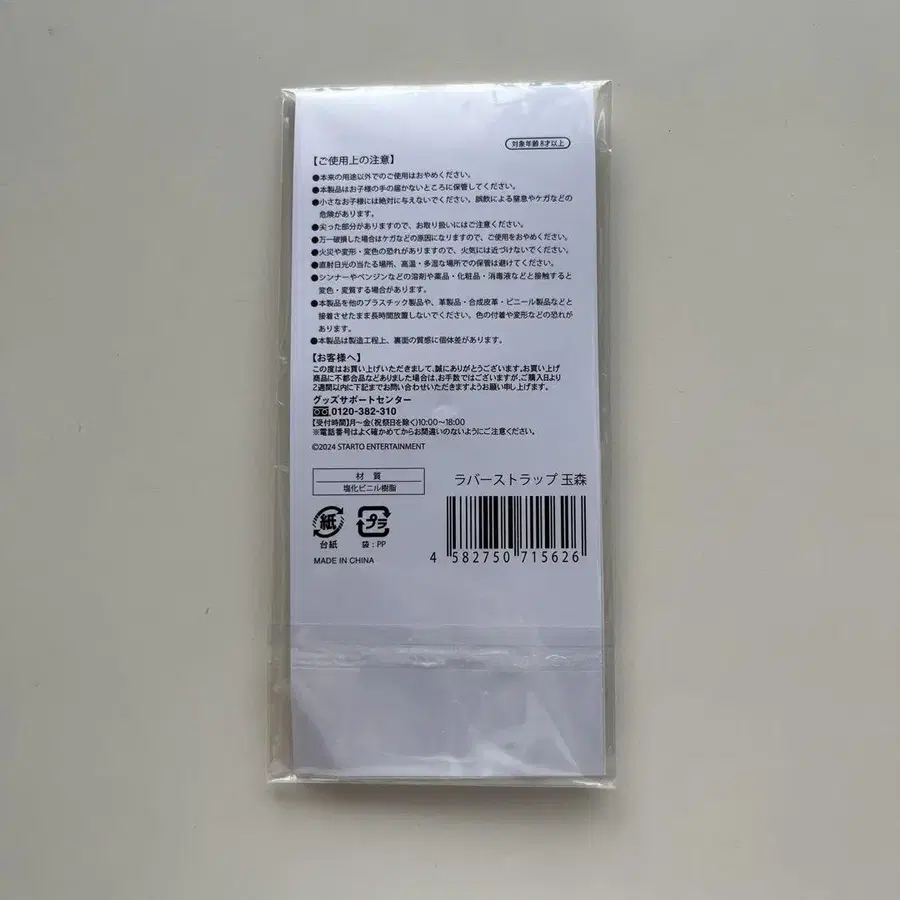 対象年齢 8才以上
【ご使用上の注意】
●本来の用途以外でのご使用はおやめください。
●本製品はお子様の手の届かないところに保管してください。
●小さなお子様には絶対に与えないでください。誤飲による窒息やケガなどの
危険があります。
●尖った部分がありますので、お取り扱いにはご注意ください。
●万一破損した場合はケガなどの原因になりますので、ご使用をおやめください。
●火災や変形・変色の恐れがありますので、火気には近づけないでください。
●直射日光の当たる場所、高温・多湿な場所での保管は避けてください。
●シンナーやベンジンなどの溶剤や薬品・化粧品・消毒液などと接触すると
変色・変質する場合があります。
●本製品を他のプラスチック製品や、革製品・合成皮革・ビニール製品などと
接着させたまま長時間放置しないでください。色の付着や変形などの恐れが
あります。
●本製品は製造工程上、裏面の質感に個体差があります。
【お客様へ】
この度はお買い上げいただきまして、誠にありがとうございます。お買い上げ
商品に不都合品などありました場合は、お手数ではございますが、ご購入日より
2週間以内に下記までお問い合わせいただきますようお願い申し上げます。
グッズサポートセンター
0120-382-310
【受付時間】月〜金(祝祭日を除く)10:00〜18:00
※電話番号はよく確かめてからお間違いのないようにご注意ください。
©2024 STARTO ENTERTAINMENT
材 質
塩化ビニル樹脂
ラバーストラップ 玉森
紙
台紙
プラ
袋：PP
4 582750 715626
MADE IN CHINA